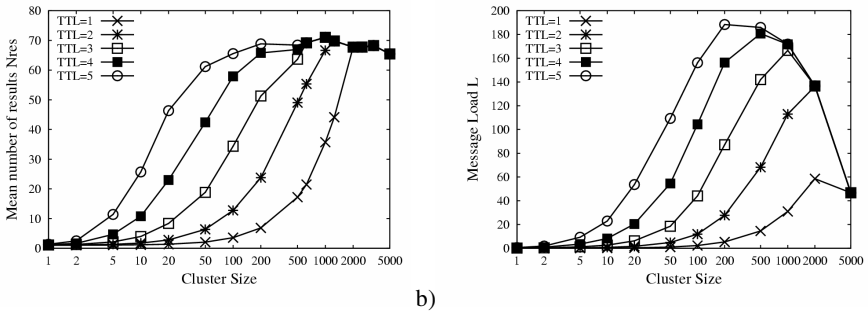 80
70
60
50
40
30
20
10
0
Mean number of results Nres
TTL=1
TTL=2
TTL=3
TTL=4
TTL=5
1 2 5 10 20 50 100 200 500 1000 2000 5000
Cluster Size
b)
200
180
160
140
120
100
80
60
40
20
0
Message Load L
TTL=1
TTL=2
TTL=3
TTL=4
TTL=5
1 2 5 10 20 50 100 200 500 1000 2000 5000
Cluster Size